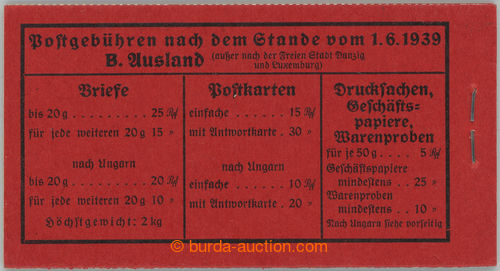 Postgebühren nach dem Stande vom 1.6.1939
B. Ausland (außer nach der Freien Stadt Danzig
und Luxemburg)
Briefe
bis 20 g . . . . . . . . 25 Rpf
für jede weiteren 20 g 15 »
nach Ungarn
bis 20 g . . . . . . . . 20 Rpf
für jede weiteren 20 g 10 »
Höchstgewicht: 2 kg
Postkarten
einfache . . . . . . 15 Rpf
mit Antwortkarte . 30 »
nach Ungarn
einfache . . . . . . 10 Rpf
mit Antwortkarte . 20 »
Drucksachen,
Geschäfts-
papiere,
Warenproben
für je 50 g . . . . 5 Rpf
Geschäftspapiere
mindestens . . 25 »
Warenproben
mindestens . . 10 »
Nach Ungarn siehe vorseitig
burda-auction.com